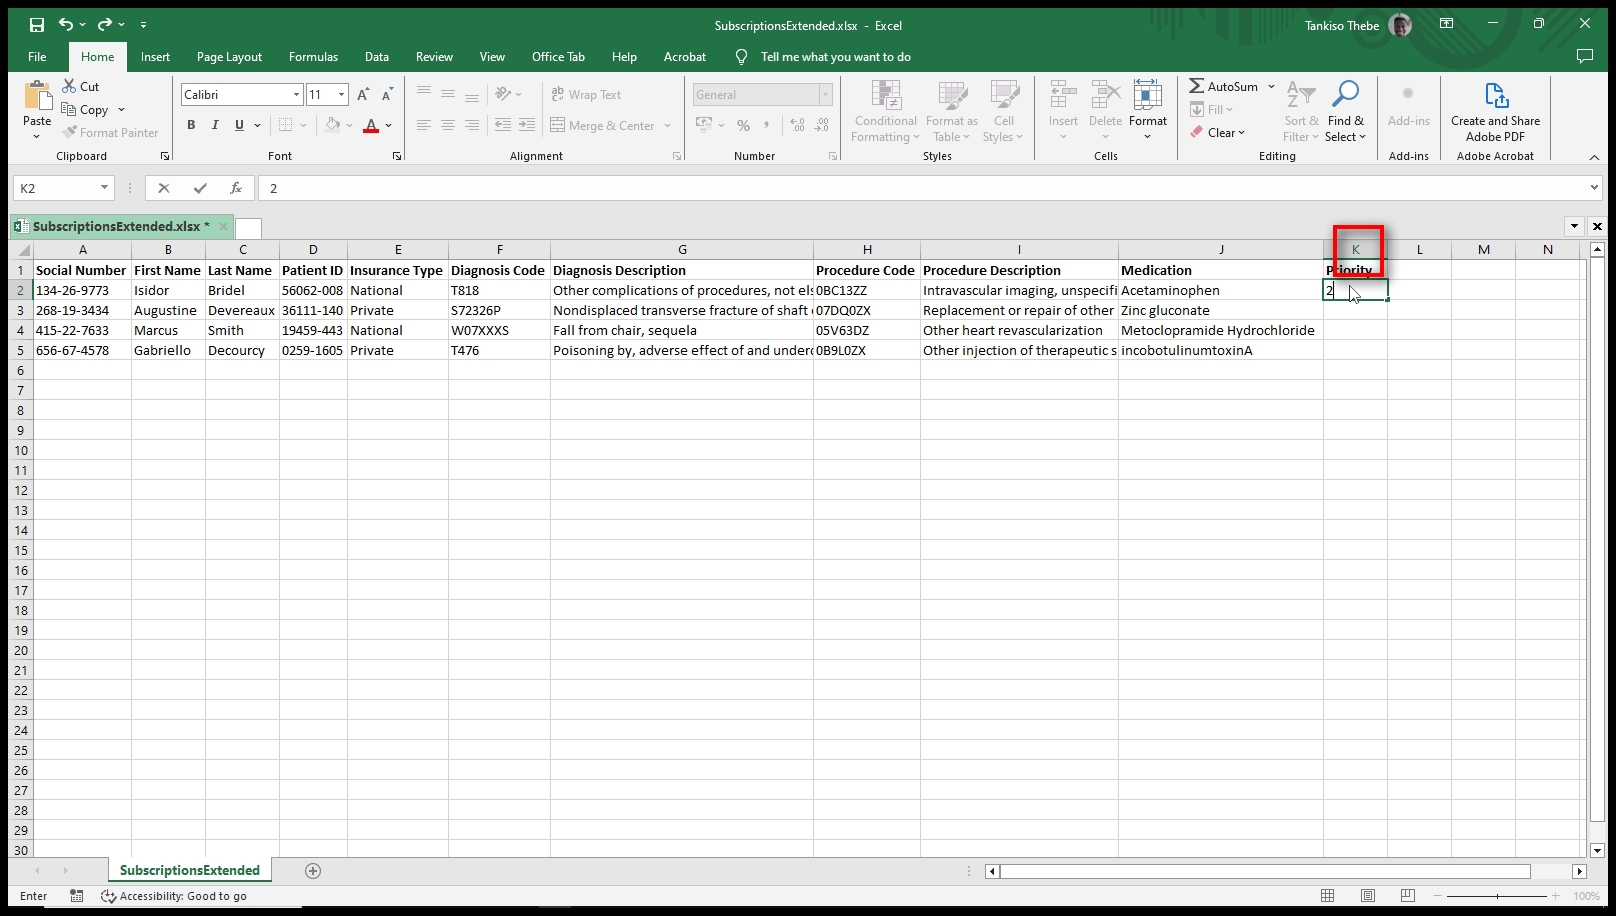 SubscriptionsExtended.xlsx - Excel
Tankiso Thebe
File Home Insert Page Layout Formulas Data Review View Office Tab Help Acrobat Tell me what you want to do
Paste
Cut
Copy
Format Painter
Clipboard
Calibri 11
B I U
Font
Wrap Text
Merge & Center
Alignment
General
Number
Conditional Formatting
Format as Table
Cell Styles
Styles
Insert Delete Format
Cells
AutoSum
Fill
Clear
Sort & Filter
Find & Select
Editing
Add-ins
Add-ins
Create and Share Adobe PDF
Adobe Acrobat
K2 fx 2
SubscriptionsExtended.xlsx *
A B C D E F G H I J K L M N
1 Social Number First Name Last Name Patient ID Insurance Type Diagnosis Code Diagnosis Description Procedure Code Procedure Description Medication Priority
2 134-26-9773 Isidor Bridel 56062-008 National T818 Other complications of procedures, not els 0BC13ZZ Intravascular imaging, unspecifi Acetaminophen 2
3 268-19-3434 Augustine Devereaux 36111-140 Private S72326P Nondisplaced transverse fracture of shaft 07DQ0ZX Replacement or repair of other Zinc gluconate
4 415-22-7633 Marcus Smith 19459-443 National W07XXXS Fall from chair, sequela 05V63DZ Other heart revascularization Metoclopramide Hydrochloride
5 656-67-4578 Gabriello Decourcy 0259-1605 Private T476 Poisoning by, adverse effect of and underd 0B9L0ZX Other injection of therapeutic s incobotulinumtoxinA
6
7
8
9
10
11
12
13
14
15
16
17
18
19
20
21
22
23
24
25
26
27
28
29
30
SubscriptionsExtended
Enter Accessibility: Good to go 100%